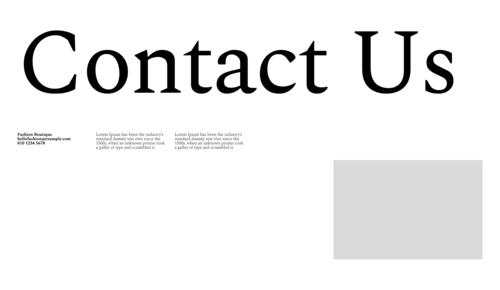 Contact Us
Fashion Boutique
hellofashion@example.com
010 1234 5678
Lorem Ipsum has been the industry's
standard dummy text ever since the
1500s, when an unknown printer took
a galley of type and scrambled it
Lorem Ipsum has been the industry's
standard dummy text ever since the
1500s, when an unknown printer took
a galley of type and scrambled it